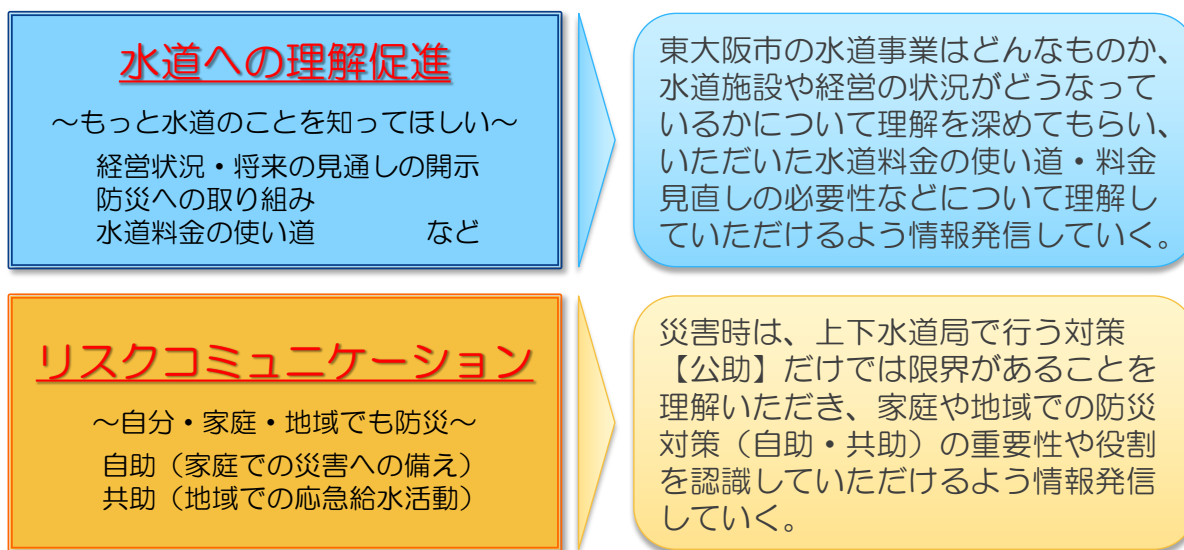 水道への理解促進
～もっと水道のことを知ってほしい～
経営状況・将来の見通しの開示
防災への取り組み
水道料金の使い道　　　　など
東大阪市の水道事業はどんなものか、
水道施設や経営の状況がどうなって
いるかについて理解を深めてもらい、
いただいた水道料金の使い道・料金
見直しの必要性などについて理解し
ていただけるよう情報発信していく。
リスクコミュニケーション
～自分・家庭・地域でも防災～
自助（家庭での災害への備え）
共助（地域での応急給水活動）
災害時は、上下水道局で行う対策
【公助】だけでは限界があることを
理解いただき、家庭や地域での防災
対策（自助・共助）の重要性や役割
を認識していただけるよう情報発信
していく。